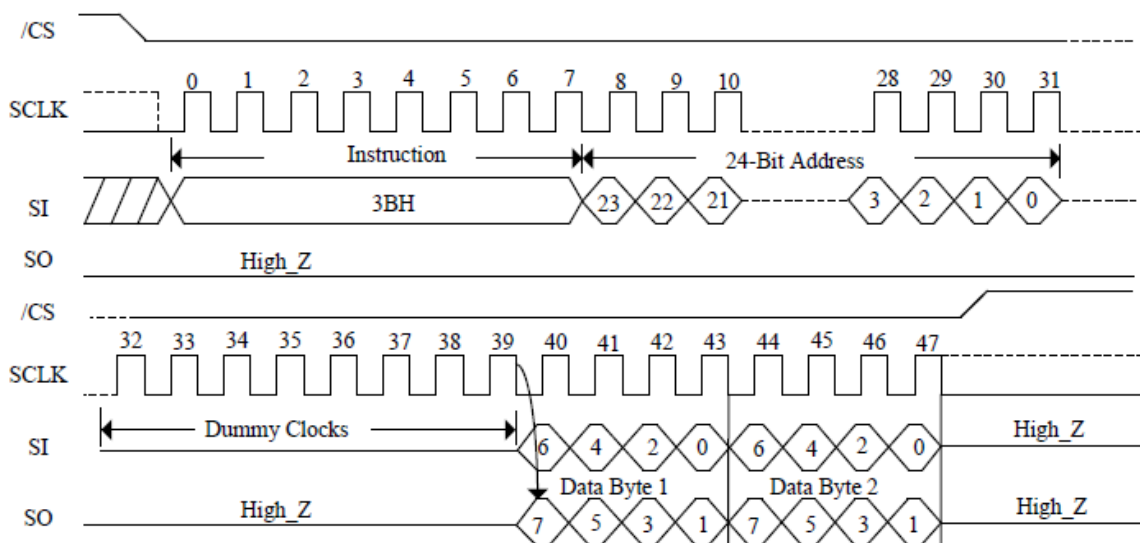 /CS
0 1 2 3 4 5 6 7 8 9 10 28 29 30 31
SCLK
Instruction 24-Bit Address
SI 3BH 23 22 21 3 2 1 0
SO High_Z
/CS
32 33 34 35 36 37 38 39 40 41 42 43 44 45 46 47
SCLK
Dummy Clocks
SI 6 4 2 0 6 4 2 0 High_Z
Data Byte 1 Data Byte 2
SO High_Z 7 5 3 1 7 5 3 1 High_Z